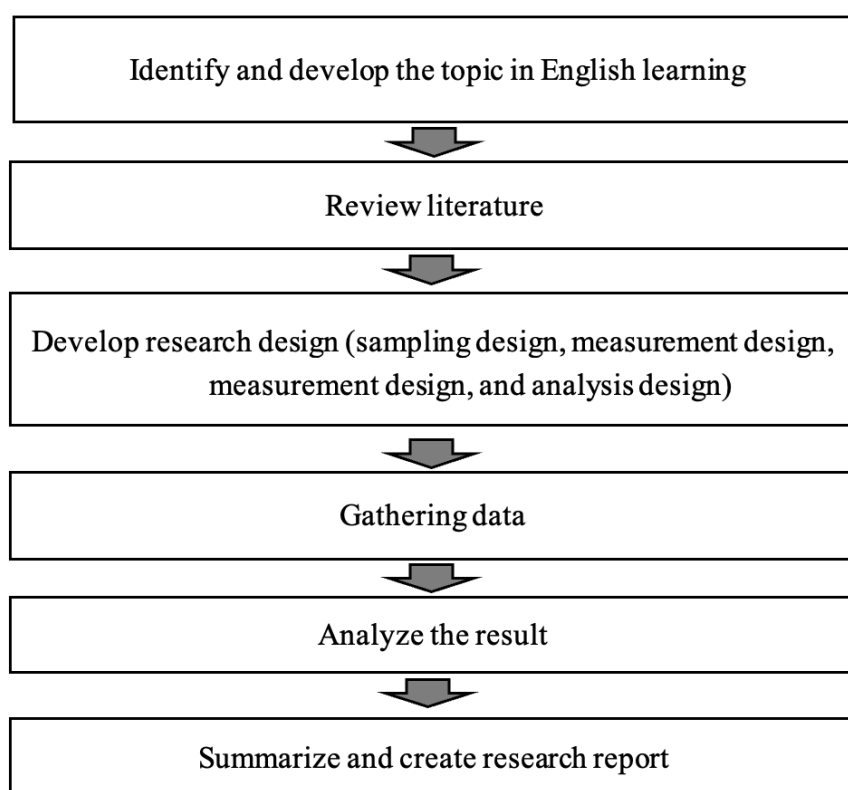 Identify and develop the topic in English learning
Review literature
Develop research design (sampling design, measurement design,
measurement design, and analysis design)
Gathering data
Analyze the result
Summarize and create research report